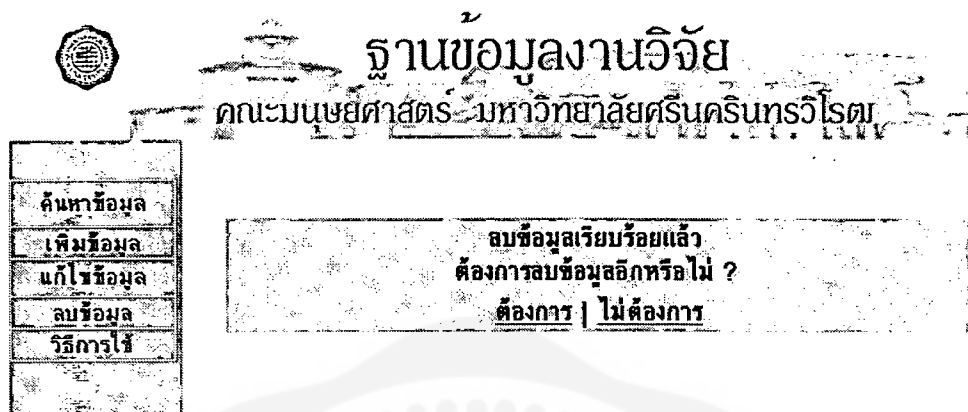 ฐานข้อมูลงานวิจัย
คณะมนุษยศาสตร์ มหาวิทยาลัยศรีนครินทรวิโรฒ
ค้นหาข้อมูล
เพิ่มข้อมูล
แก้ไขข้อมูล
ลบข้อมูล
วิธีการใช้
ลบข้อมูลเรียบร้อยแล้ว
ต้องการลบข้อมูลอีกหรือไม่ ?
ต้องการ | ไม่ต้องการ